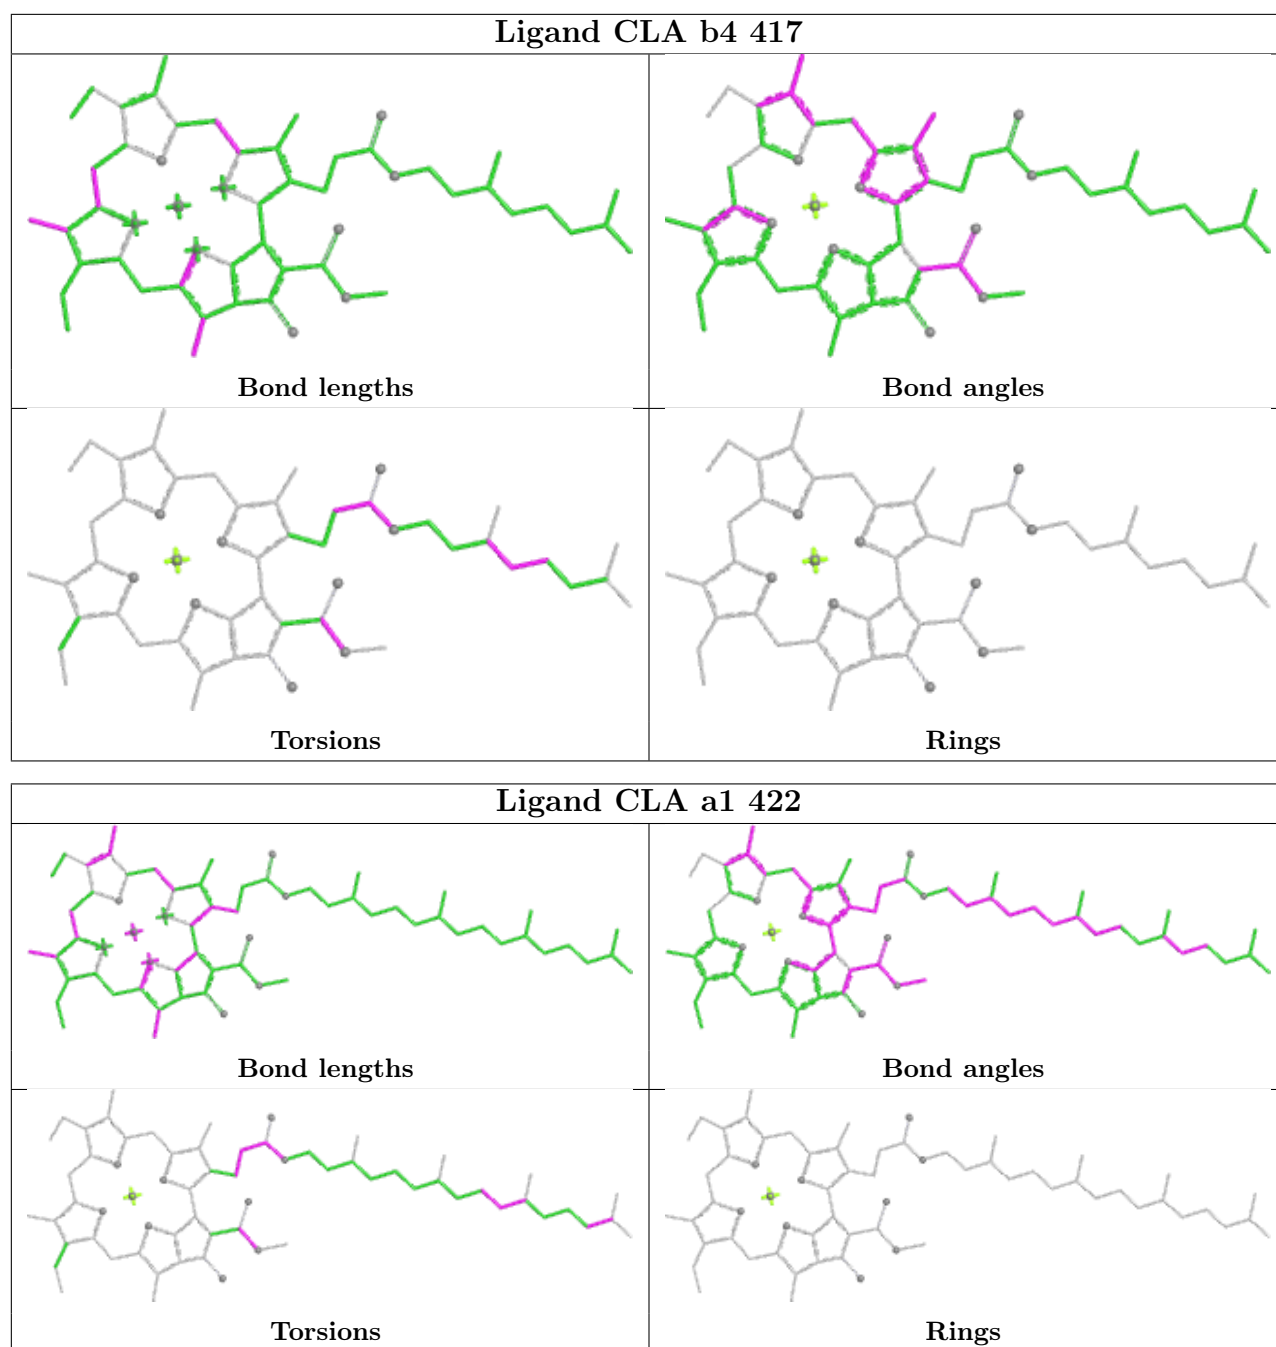 Ligand CLA b4 417
Bond lengths
Bond angles
Torsions
Rings
Ligand CLA a1 422
Bond lengths
Bond angles
Torsions
Rings